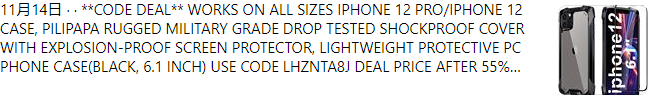 11月14日 · · **CODE DEAL** WORKS ON ALL SIZES IPHONE 12 PRO/IPHONE 12
CASE, PILIPAPA RUGGED MILITARY GRADE DROP TESTED SHOCKPROOF COVER
WITH EXPLOSION-PROOF SCREEN PROTECTOR, LIGHTWEIGHT PROTECTIVE PC
PHONE CASE(BLACK, 6.1 INCH) USE CODE LHZNTA8J DEAL PRICE AFTER 55%...
iphone12
6.1"